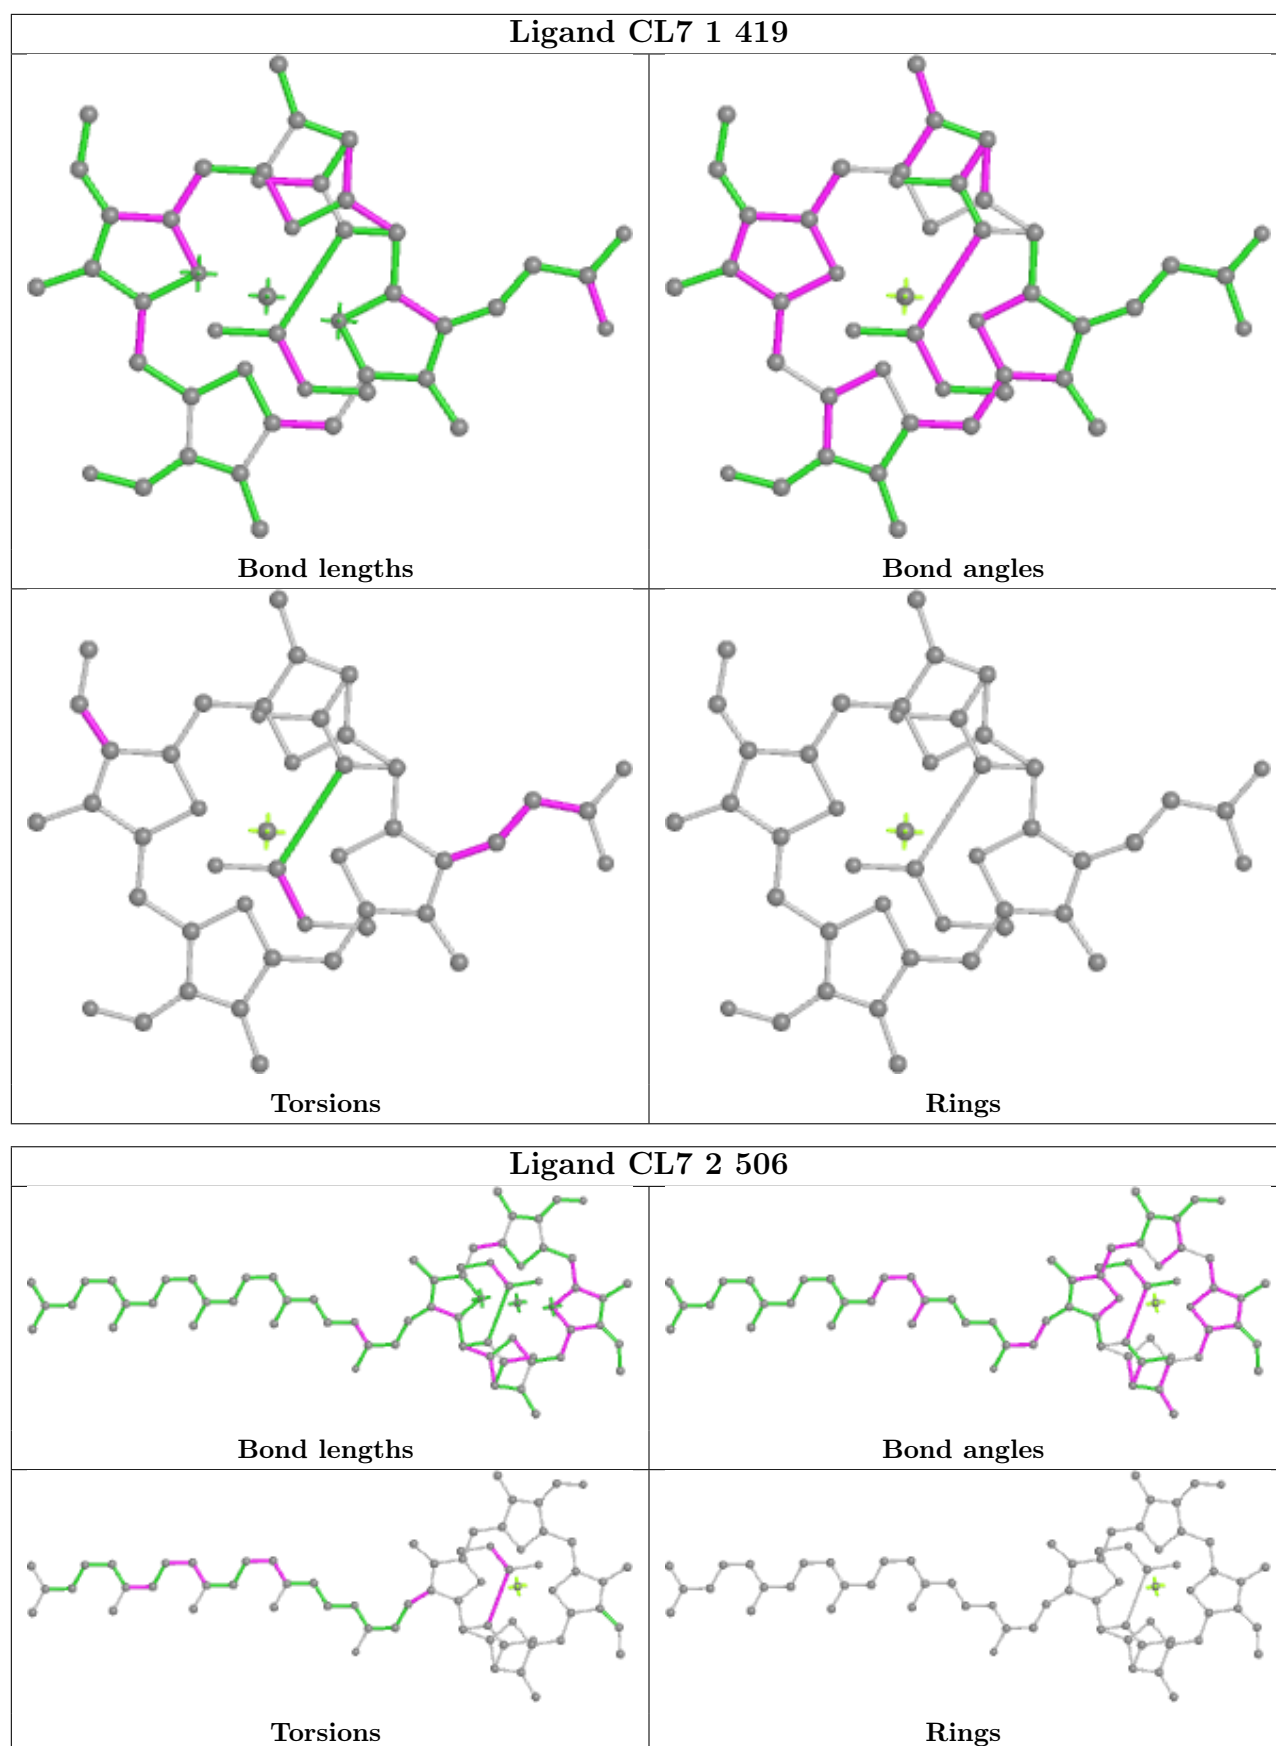 Ligand CL7 1 419
Bond lengths
Bond angles
Torsions
Rings
Ligand CL7 2 506
Bond lengths
Bond angles
Torsions
Rings